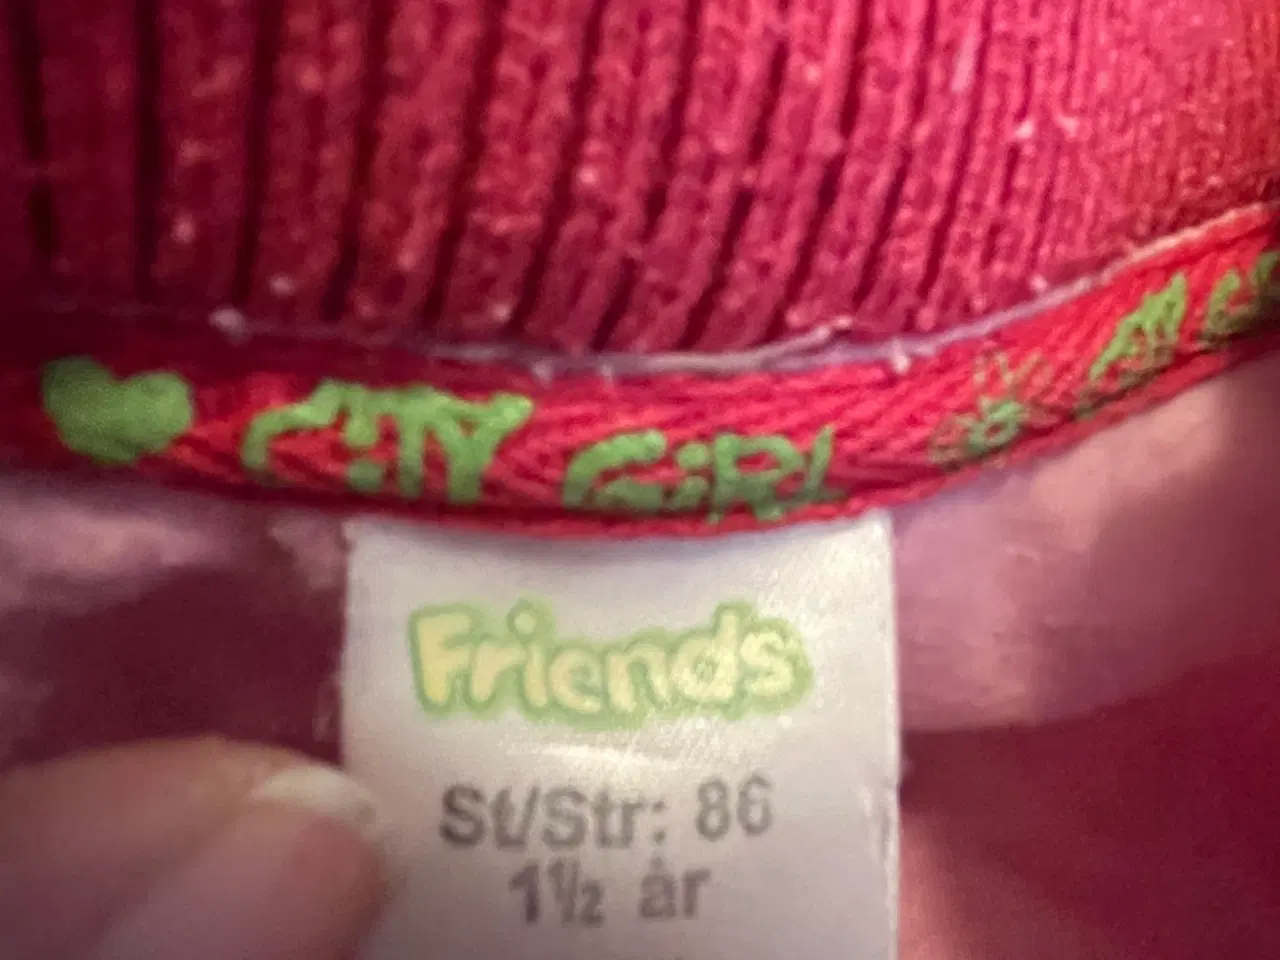 CiTY GiRL
Friends
St/Str: 86
1½ år